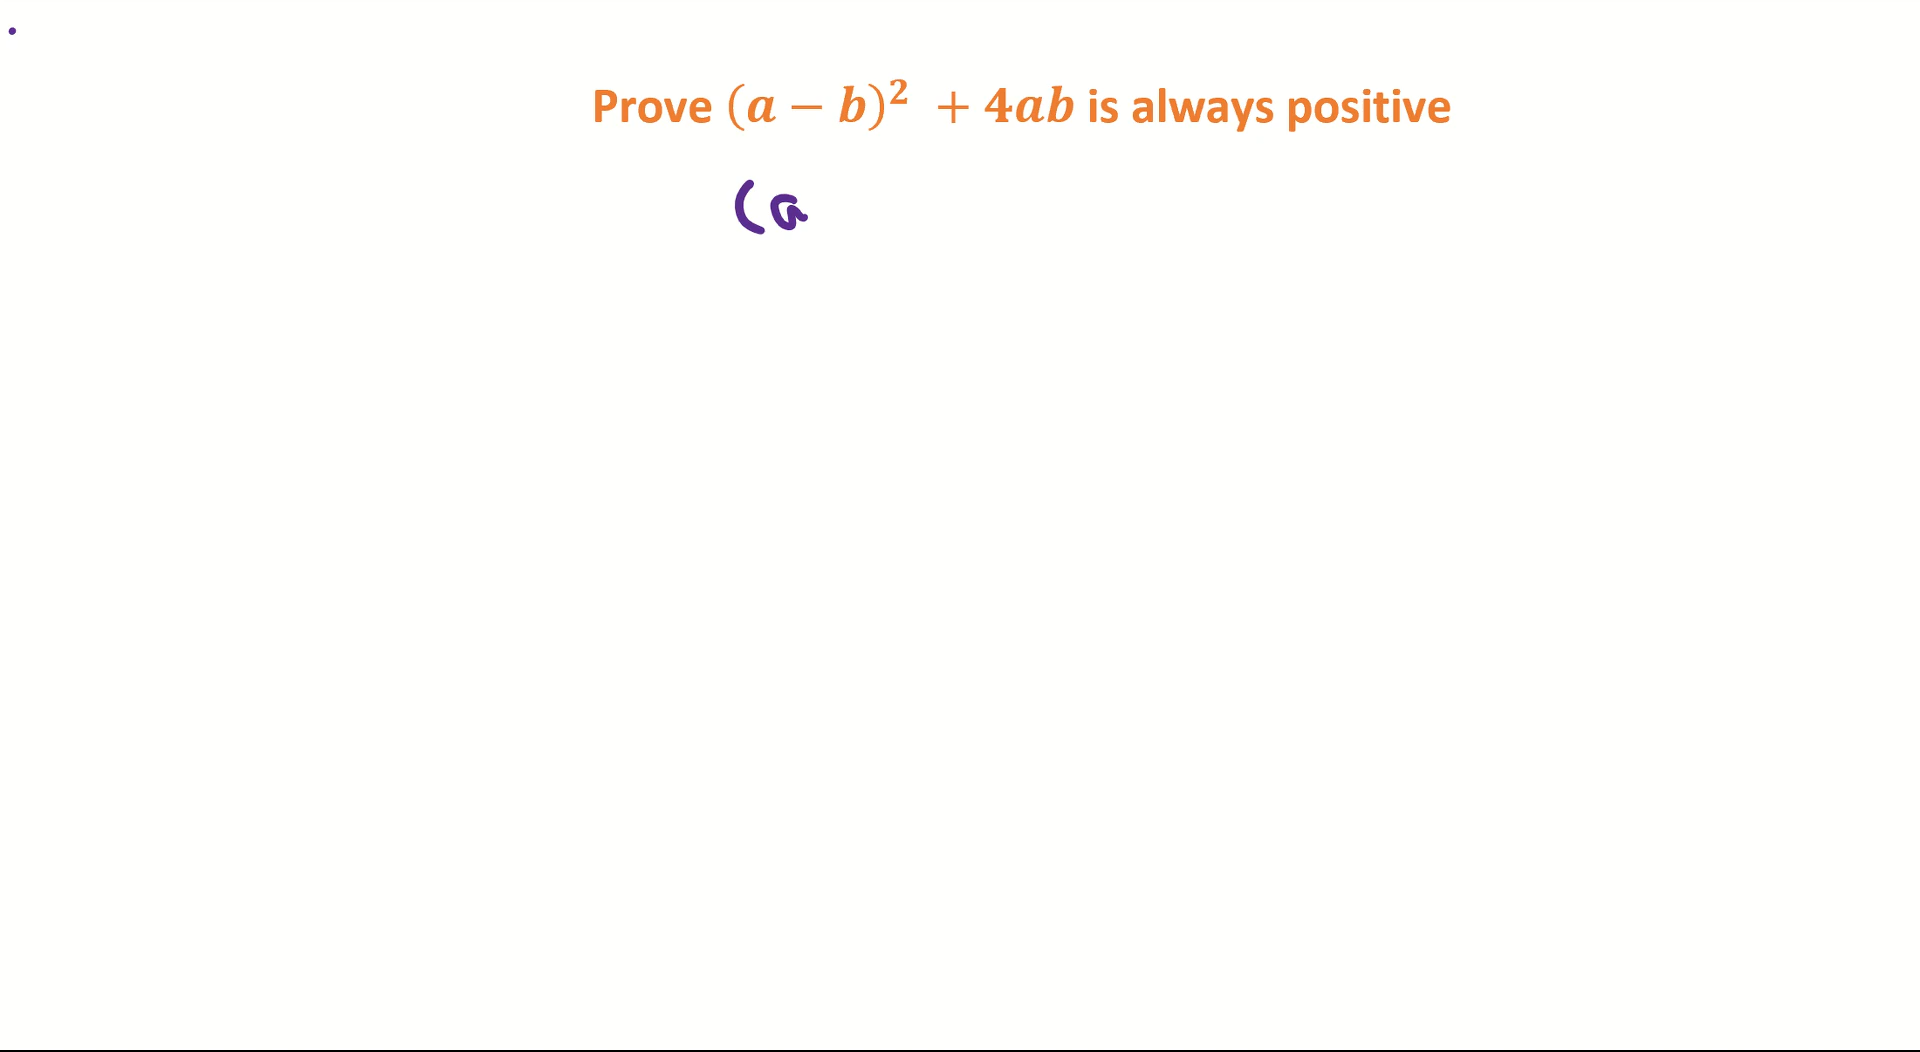 Prove (a − b)² + 4ab is always positive
(a